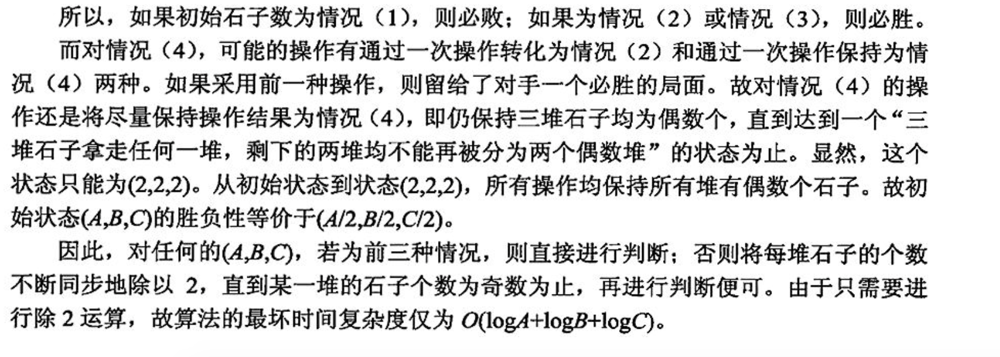 所以，如果初始石子数为情况（1），则必败；如果为情况（2）或情况（3），则必胜。
而对情况（4），可能的操作有通过一次操作转化为情况（2）和通过一次操作保持为情
况（4）两种。如果采用前一种操作，则留给了对手一个必胜的局面。故对情况（4）的操
作还是将尽量保持操作结果为情况（4），即仍保持三堆石子均为偶数个，直到达到一个“三
堆石子拿走任何一堆，剩下的两堆均不能再被分为两个偶数堆”的状态为止。显然，这个
状态只能为(2,2,2)。从初始状态到状态(2,2,2)，所有操作均保持所有堆有偶数个石子。故初
始状态(A,B,C)的胜负性等价于(A/2,B/2,C/2)。
因此，对任何的(A,B,C)，若为前三种情况，则直接进行判断；否则将每堆石子的个数
不断同步地除以 2，直到某一堆的石子个数为奇数为止，再进行判断便可。由于只需要进
行除 2 运算，故算法的最坏时间复杂度仅为 O(logA+logB+logC)。